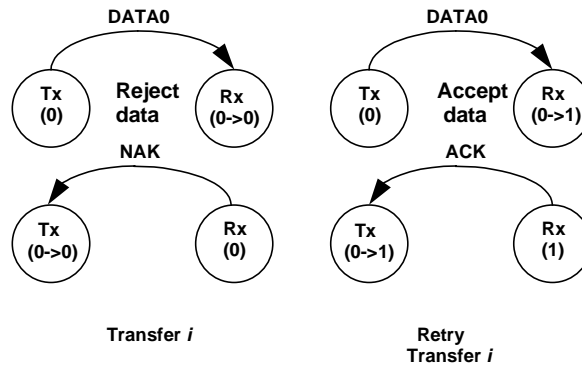 DATA0
Tx
(0)
Reject
data
Rx
(0->0)
NAK
Tx
(0->0)
Rx
(0)
Transfer i
DATA0
Tx
(0)
Accept
data
Rx
(0->1)
ACK
Tx
(0->1)
Rx
(1)
Retry
Transfer i